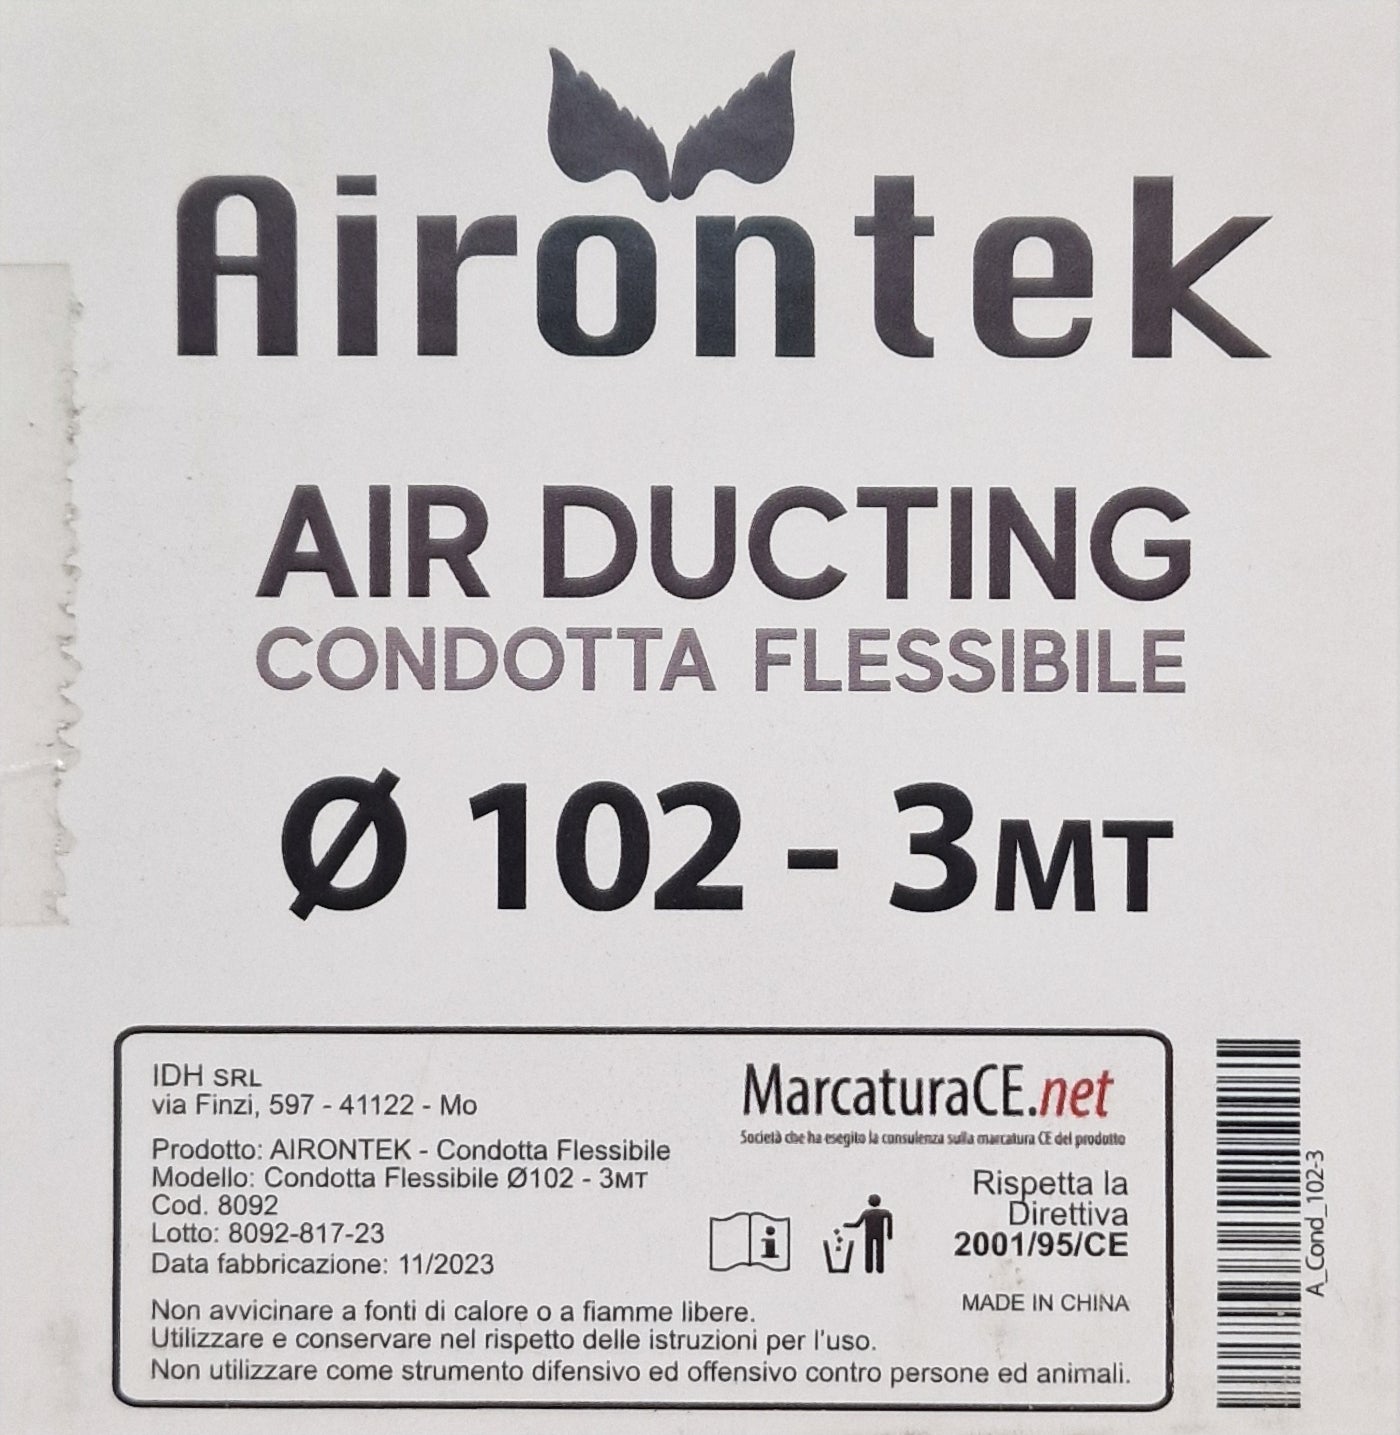 Airontek
AIR DUCTING
CONDOTTA FLESSIBILE
Ø 102 - 3MT
IDH SRL
via Finzi, 597 - 41122 - Mo
Prodotto: AIRONTEK - Condotta Flessibile
Modello: Condotta Flessibile Ø102 - 3MT
Cod. 8092
Lotto: 8092-817-23
Data fabbricazione: 11/2023
Non avvicinare a fonti di calore o a fiamme libere.
Utilizzare e conservare nel rispetto delle istruzioni per l'uso.
Non utilizzare come strumento difensivo ed offensivo contro persone ed animali.
MarcaturaCE.net
Società che ha esegito la consulenza sulla marcatura CE del prodotto
i
Rispetta la
Direttiva
2001/95/CE
MADE IN CHINA
A_Cond_102-3